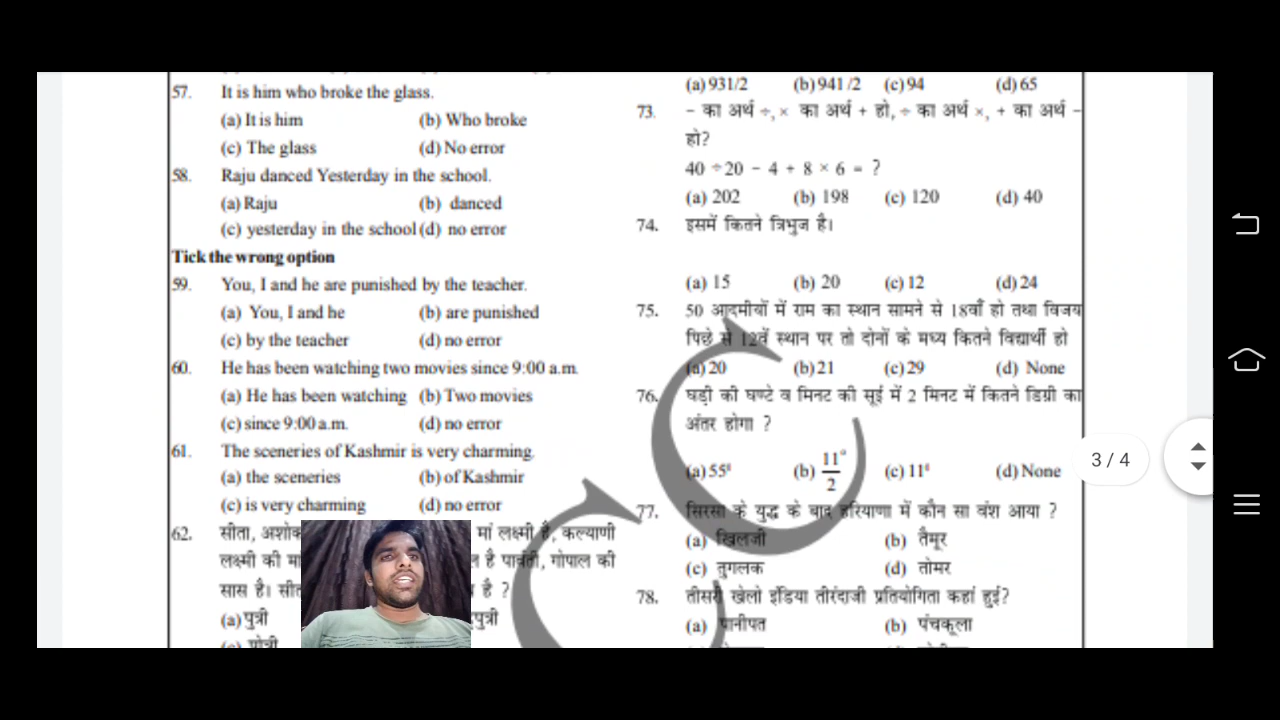 57. It is him who broke the glass.
(a) It is him (b) Who broke
(c) The glass (d) No error
58. Raju danced Yesterday in the school.
(a) Raju (b) danced
(c) yesterday in the school (d) no error
Tick the wrong option
59. You, I and he are punished by the teacher.
(a) You, I and he (b) are punished
(c) by the teacher (d) no error
60. He has been watching two movies since 9:00 a.m.
(a) He has been watching (b) Two movies
(c) since 9:00 a.m. (d) no error
61. The sceneries of Kashmir is very charming.
(a) the sceneries (b) of Kashmir
(c) is very charming (d) no error
62. सीता, अशोक मां लक्ष्मी है, कल्याणी
लक्ष्मी की मा है पार्वती, गोपाल की
सास है। सीत है ?
(a) पुत्री
(a) 931/2 (b) 941/2 (c) 94 (d) 65
73. − का अर्थ ÷, × का अर्थ + हो, ÷ का अर्थ ×, + का अर्थ −
हो?
40 ÷ 20 − 4 + 8 × 6 = ?
(a) 202 (b) 198 (c) 120 (d) 40
74. इसमें कितने त्रिभुज है।
(a) 15 (b) 20 (c) 12 (d) 24
75. 50 आदमीयों में राम का स्थान सामने से 18वाँ हो तथा विजय
पिछे से 12वें स्थान पर तो दोनों के मध्य कितने विद्यार्थी हो
(a) 20 (b) 21 (c) 29 (d) None
76. घड़ी की घण्टे व मिनट की सूई में 2 मिनट में कितने डिग्री का
अंतर होगा ?
(a) 55° (b) 11°/2 (c) 11° (d) None
77. सिरसा के युद्ध के बाद हरियाणा में कौन सा वंश आया ?
(a) खिलजी (b) तैमूर
(c) तुगलक (d) तोमर
78. तीसरी खेलो इंडिया तीरंदाजी प्रतियोगिता कहां हुई?
(a) पानीपत (b) पंचकूला
3 / 4